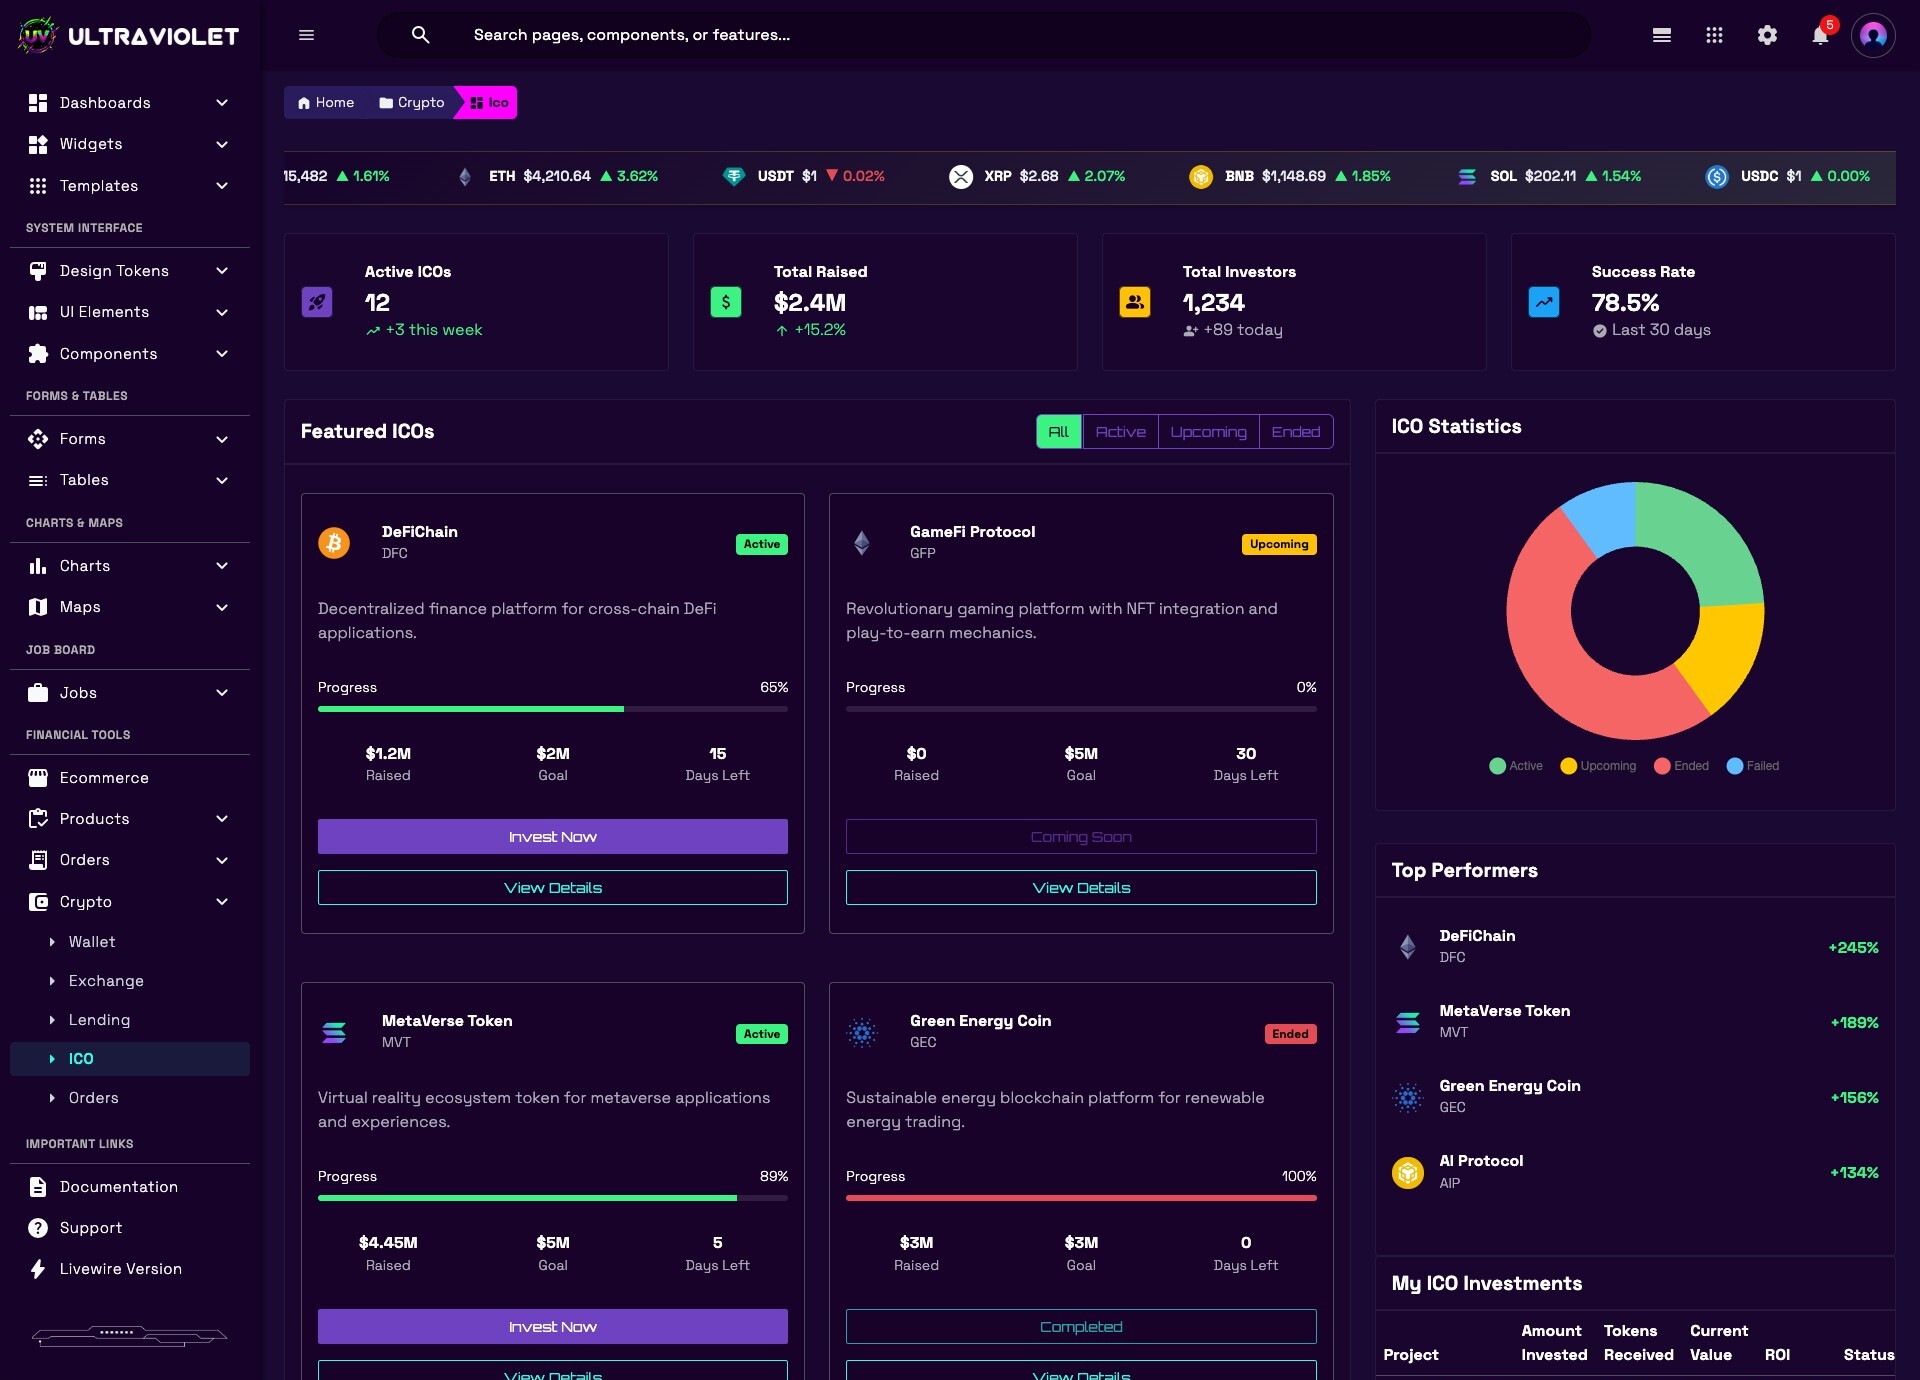 ULTRAVIOLET
Search pages, components, or features...
5
Dashboards
Widgets
Templates
SYSTEM INTERFACE
Design Tokens
UI Elements
Components
FORMS & TABLES
Forms
Tables
CHARTS & MAPS
Charts
Maps
JOB BOARD
Jobs
FINANCIAL TOOLS
Ecommerce
Products
Orders
Crypto
Wallet
Exchange
Lending
ICO
Orders
IMPORTANT LINKS
Documentation
Support
Livewire Version
Home Crypto Ico
15,482 ▲ 1.61% ETH $4,210.64 ▲ 3.62% USDT $1 ▼ 0.02% XRP $2.68 ▲ 2.07% BNB $1,148.69 ▲ 1.85% SOL $202.11 ▲ 1.54% USDC $1 ▲ 0.00%
Active ICOs
12
+3 this week
Total Raised
$2.4M
+15.2%
Total Investors
1,234
+89 today
Success Rate
78.5%
Last 30 days
Featured ICOs
All Active Upcoming Ended
DeFiChain
DFC
Active
Decentralized finance platform for cross-chain DeFi
applications.
Progress 65%
$1.2M $2M 15
Raised Goal Days Left
Invest Now
View Details
GameFi Protocol
GFP
Upcoming
Revolutionary gaming platform with NFT integration and
play-to-earn mechanics.
Progress 0%
$0 $5M 30
Raised Goal Days Left
Coming Soon
View Details
MetaVerse Token
MVT
Active
Virtual reality ecosystem token for metaverse applications
and experiences.
Progress 89%
$4.45M $5M 5
Raised Goal Days Left
Invest Now
View Details
Green Energy Coin
GEC
Ended
Sustainable energy blockchain platform for renewable
energy trading.
Progress 100%
$3M $3M 0
Raised Goal Days Left
Completed
View Details
ICO Statistics
Active Upcoming Ended Failed
Top Performers
DeFiChain
DFC
+245%
MetaVerse Token
MVT
+189%
Green Energy Coin
GEC
+156%
AI Protocol
AIP
+134%
My ICO Investments
Project Amount Invested Tokens Received Current Value ROI Status